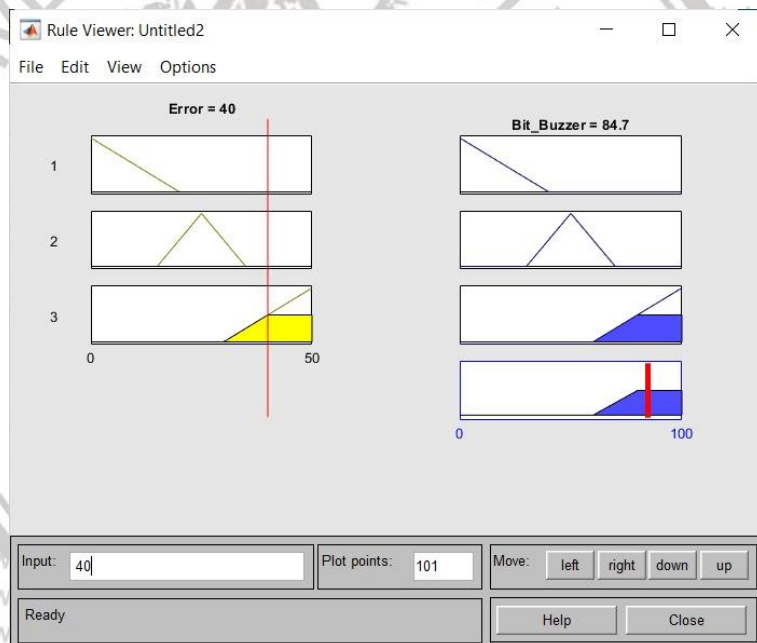 Rule Viewer: Untitled2
File Edit View Options
Error = 40
Bit_Buzzer = 84.7
1
2
3
0 50
0 100
Input: 40
Plot points: 101
Move: left right down up
Ready
Help Close